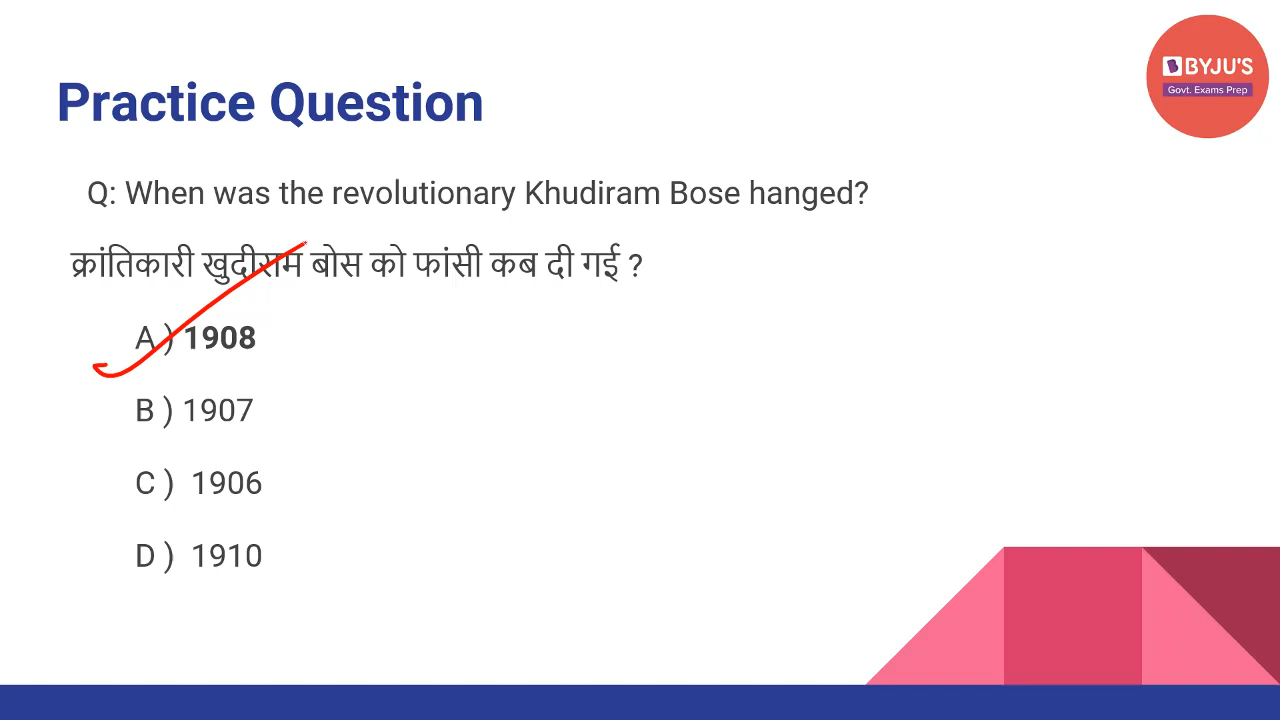 BYJU'S
Govt. Exams Prep
Practice Question
Q: When was the revolutionary Khudiram Bose hanged?
क्रांतिकारी खुदीराम बोस को फांसी कब दी गई ?
A ) 1908
B ) 1907
C ) 1906
D ) 1910